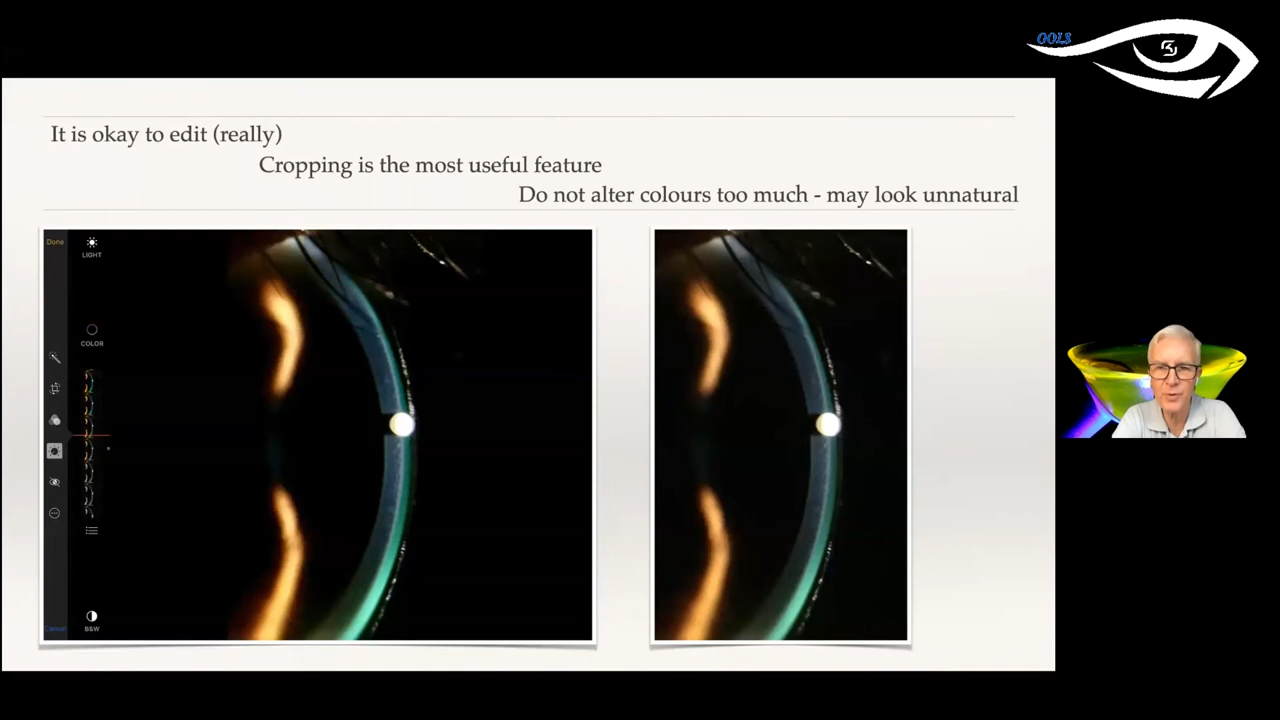 OOLS
It is okay to edit (really)
Cropping is the most useful feature
Do not alter colours too much - may look unnatural
Done
LIGHT
COLOR
Cancel
B&W